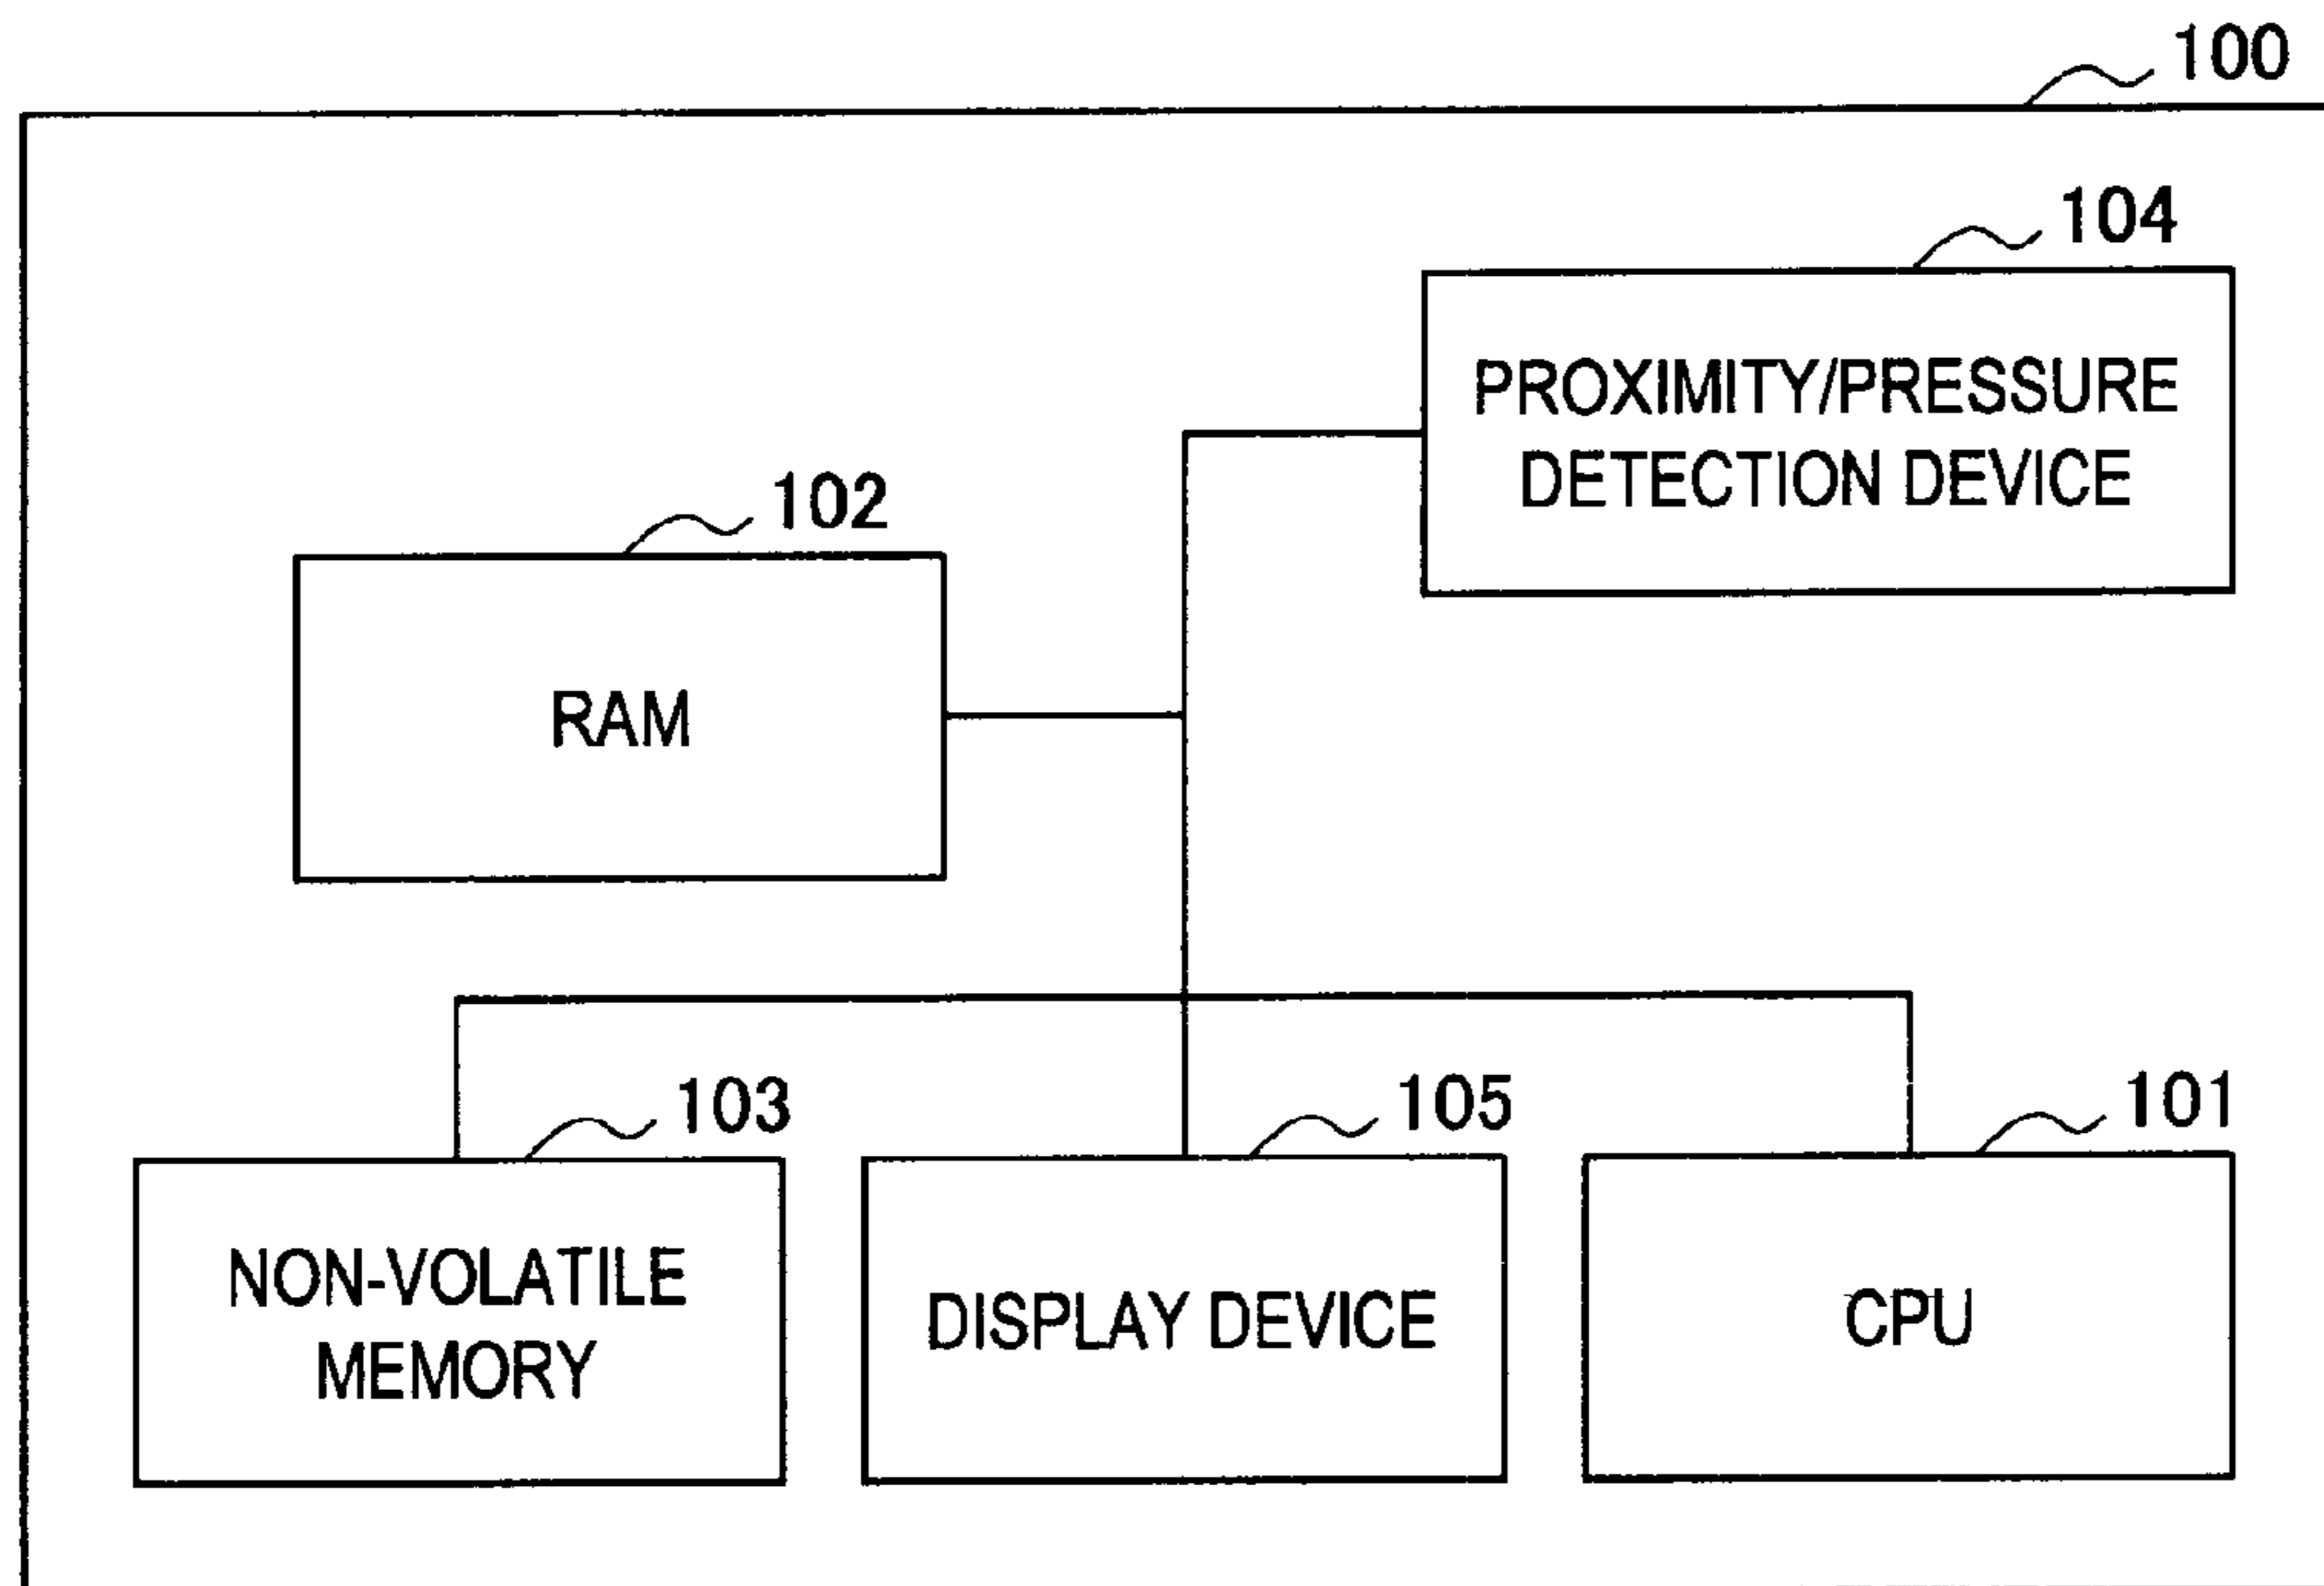 100
104
PROXIMITY/PRESSURE
DETECTION DEVICE
102
RAM
103
NON-VOLATILE
MEMORY
105
DISPLAY DEVICE
101
CPU